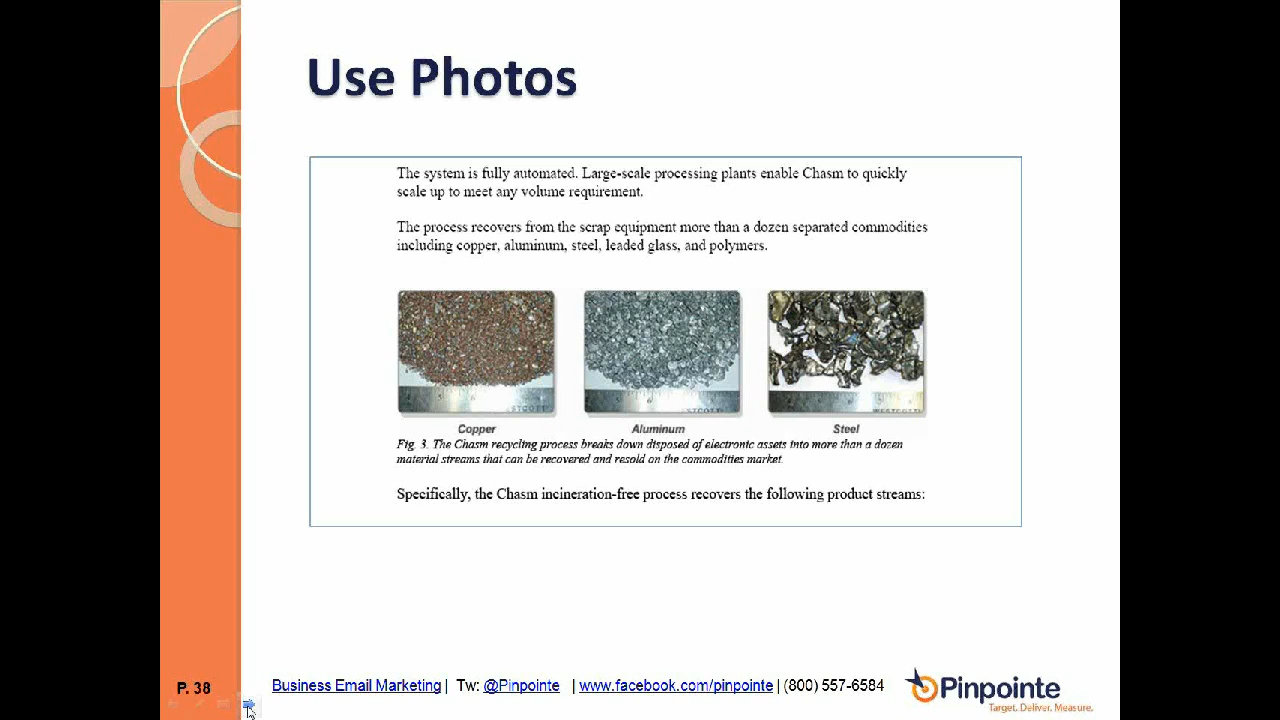 Use Photos
The system is fully automated. Large-scale processing plants enable Chasm to quickly
scale up to meet any volume requirement.
The process recovers from the scrap equipment more than a dozen separated commodities
including copper, aluminum, steel, leaded glass, and polymers.
WESTCOTT
Copper
Aluminum
Steel
Fig. 3. The Chasm recycling process breaks down disposed of electronic assets into more than a dozen
material streams that can be recovered and resold on the commodities market.
Specifically, the Chasm incineration-free process recovers the following product streams:
P. 38
Business Email Marketing | Tw: @Pinpointe | www.facebook.com/pinpointe | (800) 557-6584
Pinpointe
Target. Deliver. Measure.